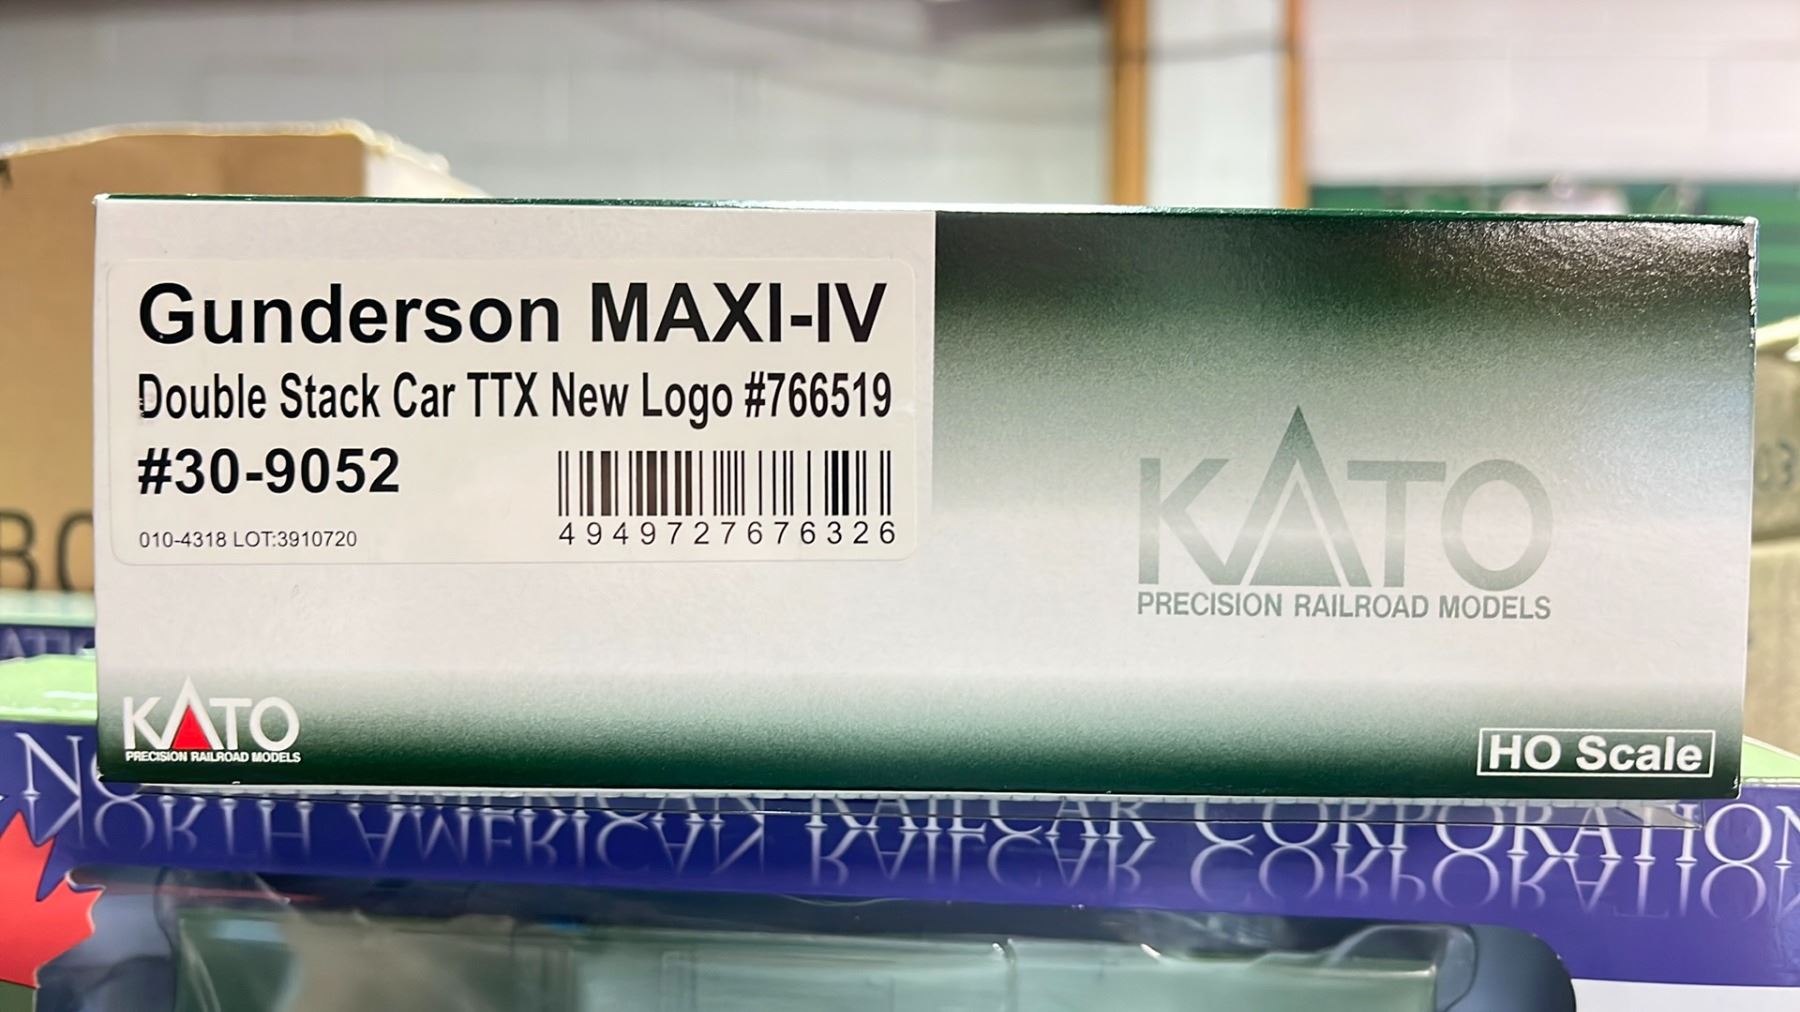 Gunderson MAXI-IV
Double Stack Car TTX New Logo #766519
#30-9052
010-4318 LOT:3910720
4949727676326
KATO
PRECISION RAILROAD MODELS
KATO
PRECISION RAILROAD MODELS
HO Scale
NORTH AMERICAN RAILCAR CORPORATION